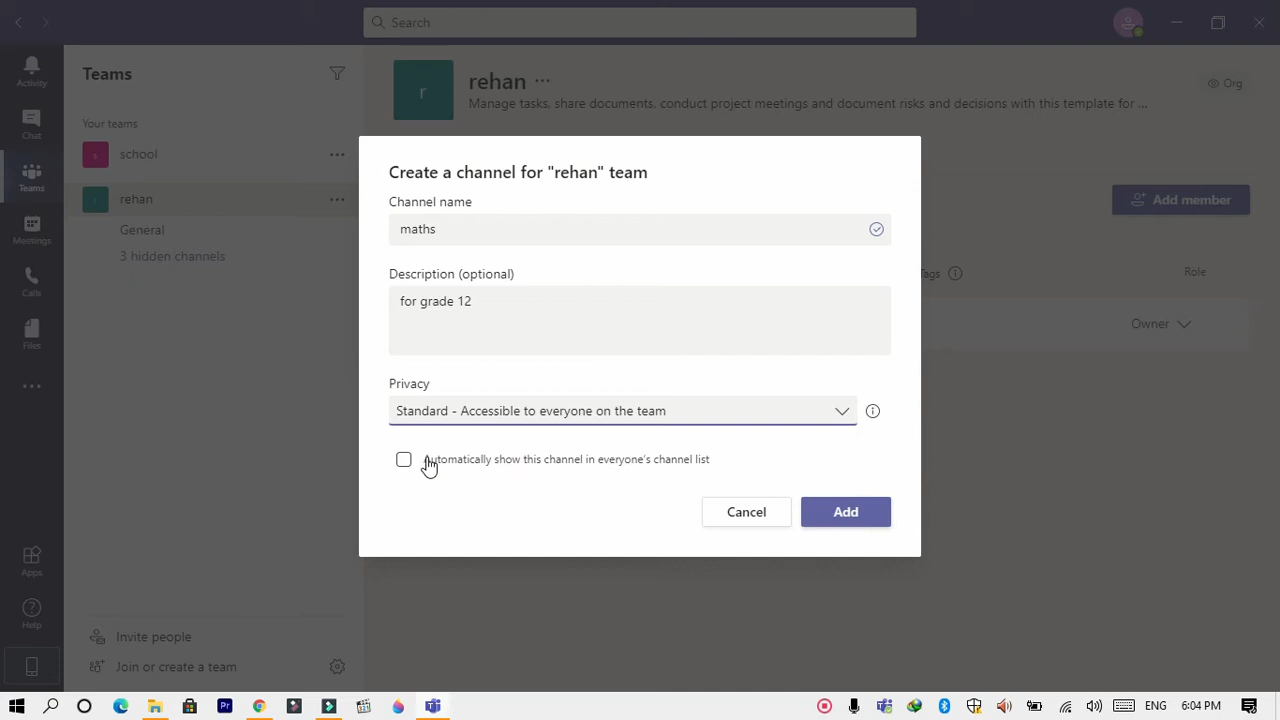 Search
Activity
Chat
Teams
Meetings
Calls
Files
Apps
Help
Teams
Your teams
s
school
rehan
General
3 hidden channels
Invite people
Join or create a team
r
rehan
Manage tasks, share documents, conduct project meetings and document risks and decisions with this template for ...
Org
Add member
Tags
Role
Owner
Create a channel for "rehan" team
Channel name
maths
Description (optional)
for grade 12
Privacy
Standard - Accessible to everyone on the team
Automatically show this channel in everyone's channel list
Cancel
Add
Pr
ENG
6:04 PM